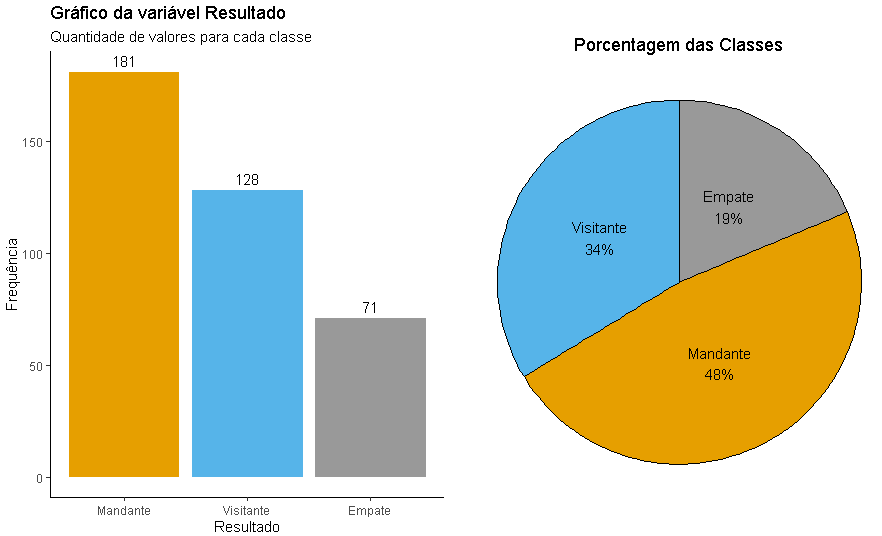 Gráfico da variável Resultado
Quantidade de valores para cada classe
181
128
71
150
100
50
0
Frequência
Mandante Visitante Empate
Resultado
Porcentagem das Classes
Empate
19%
Visitante
34%
Mandante
48%